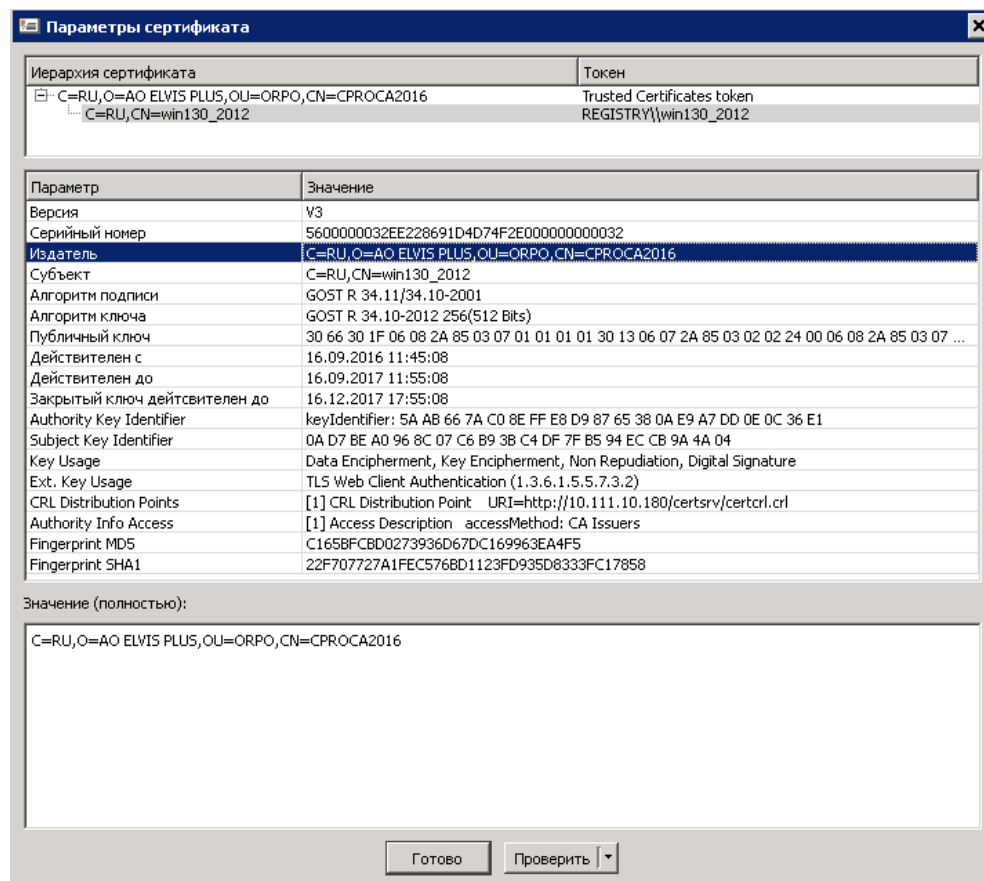 Параметры сертификата
Иерархия сертификата Токен
C=RU,O=AO ELVIS PLUS,OU=ORPO,CN=CPROCA2016 Trusted Certificates token
C=RU,CN=win130_2012 REGISTRY\\win130_2012
Параметр Значение
Версия V3
Серийный номер 5600000032EE228691D4D74F2E000000000032
Издатель C=RU,O=AO ELVIS PLUS,OU=ORPO,CN=CPROCA2016
Субъект C=RU,CN=win130_2012
Алгоритм подписи GOST R 34.11/34.10-2001
Алгоритм ключа GOST R 34.10-2012 256(512 Bits)
Публичный ключ 30 66 30 1F 06 08 2A 85 03 07 01 01 01 01 30 13 06 07 2A 85 03 02 02 24 00 06 08 2A 85 03 07 ...
Действителен с 16.09.2016 11:45:08
Действителен до 16.09.2017 11:55:08
Закрытый ключ дейтсвителен до 16.12.2017 17:55:08
Authority Key Identifier keyIdentifier: 5A AB 66 7A C0 8E FF E8 D9 87 65 38 0A E9 A7 DD 0E 0C 36 E1
Subject Key Identifier 0A D7 BE A0 96 8C 07 C6 B9 3B C4 DF 7F B5 94 EC CB 9A 4A 04
Key Usage Data Encipherment, Key Encipherment, Non Repudiation, Digital Signature
Ext. Key Usage TLS Web Client Authentication (1.3.6.1.5.5.7.3.2)
CRL Distribution Points [1] CRL Distribution Point URI=http://10.111.10.180/certsrv/certcrl.crl
Authority Info Access [1] Access Description accessMethod: CA Issuers
Fingerprint MD5 C165BFCBD0273936D67DC169963EA4F5
Fingerprint SHA1 22F707727A1FEC576BD1123FD935D8333FC17858
Значение (полностью):
C=RU,O=AO ELVIS PLUS,OU=ORPO,CN=CPROCA2016
Готово Проверить